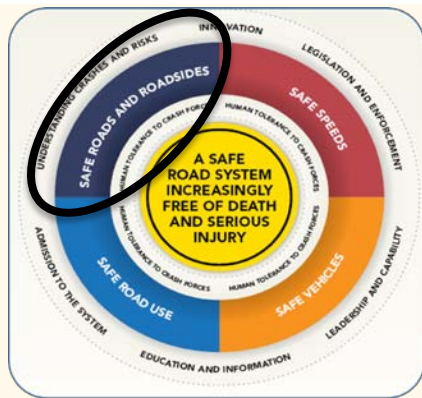 INNOVATION
UNDERSTANDING CRASHES AND RISKS
LEGISLATION AND ENFORCEMENT
SAFE ROADS AND ROADSIDES
SAFE SPEEDS
HUMAN TOLERANCE TO CRASH FORCES
HUMAN TOLERANCE TO CRASH FORCES
A SAFE
ROAD SYSTEM
INCREASINGLY
FREE OF DEATH
AND SERIOUS
INJURY
HUMAN TOLERANCE TO CRASH FORCES
HUMAN TOLERANCE TO CRASH FORCES
SAFE ROAD USE
SAFE VEHICLES
ADMISSION TO THE SYSTEM
LEADERSHIP AND CAPABILITY
EDUCATION AND INFORMATION